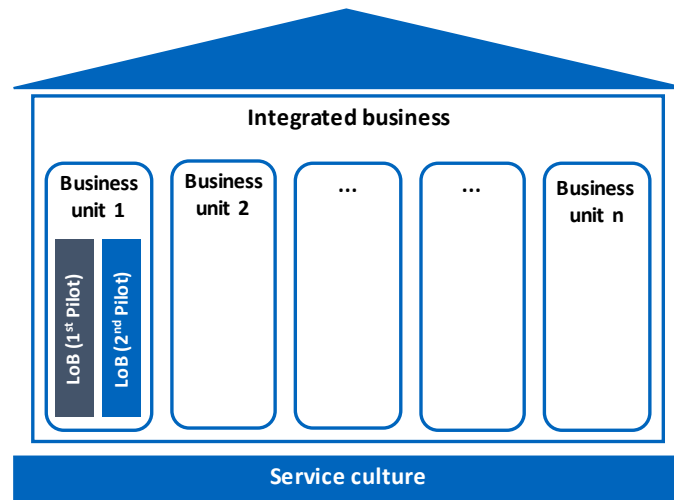 Integrated business
Business
unit 1
Business
unit 2
...
...
Business
unit n
LoB (1st Pilot)
LoB (2nd Pilot)
Service culture